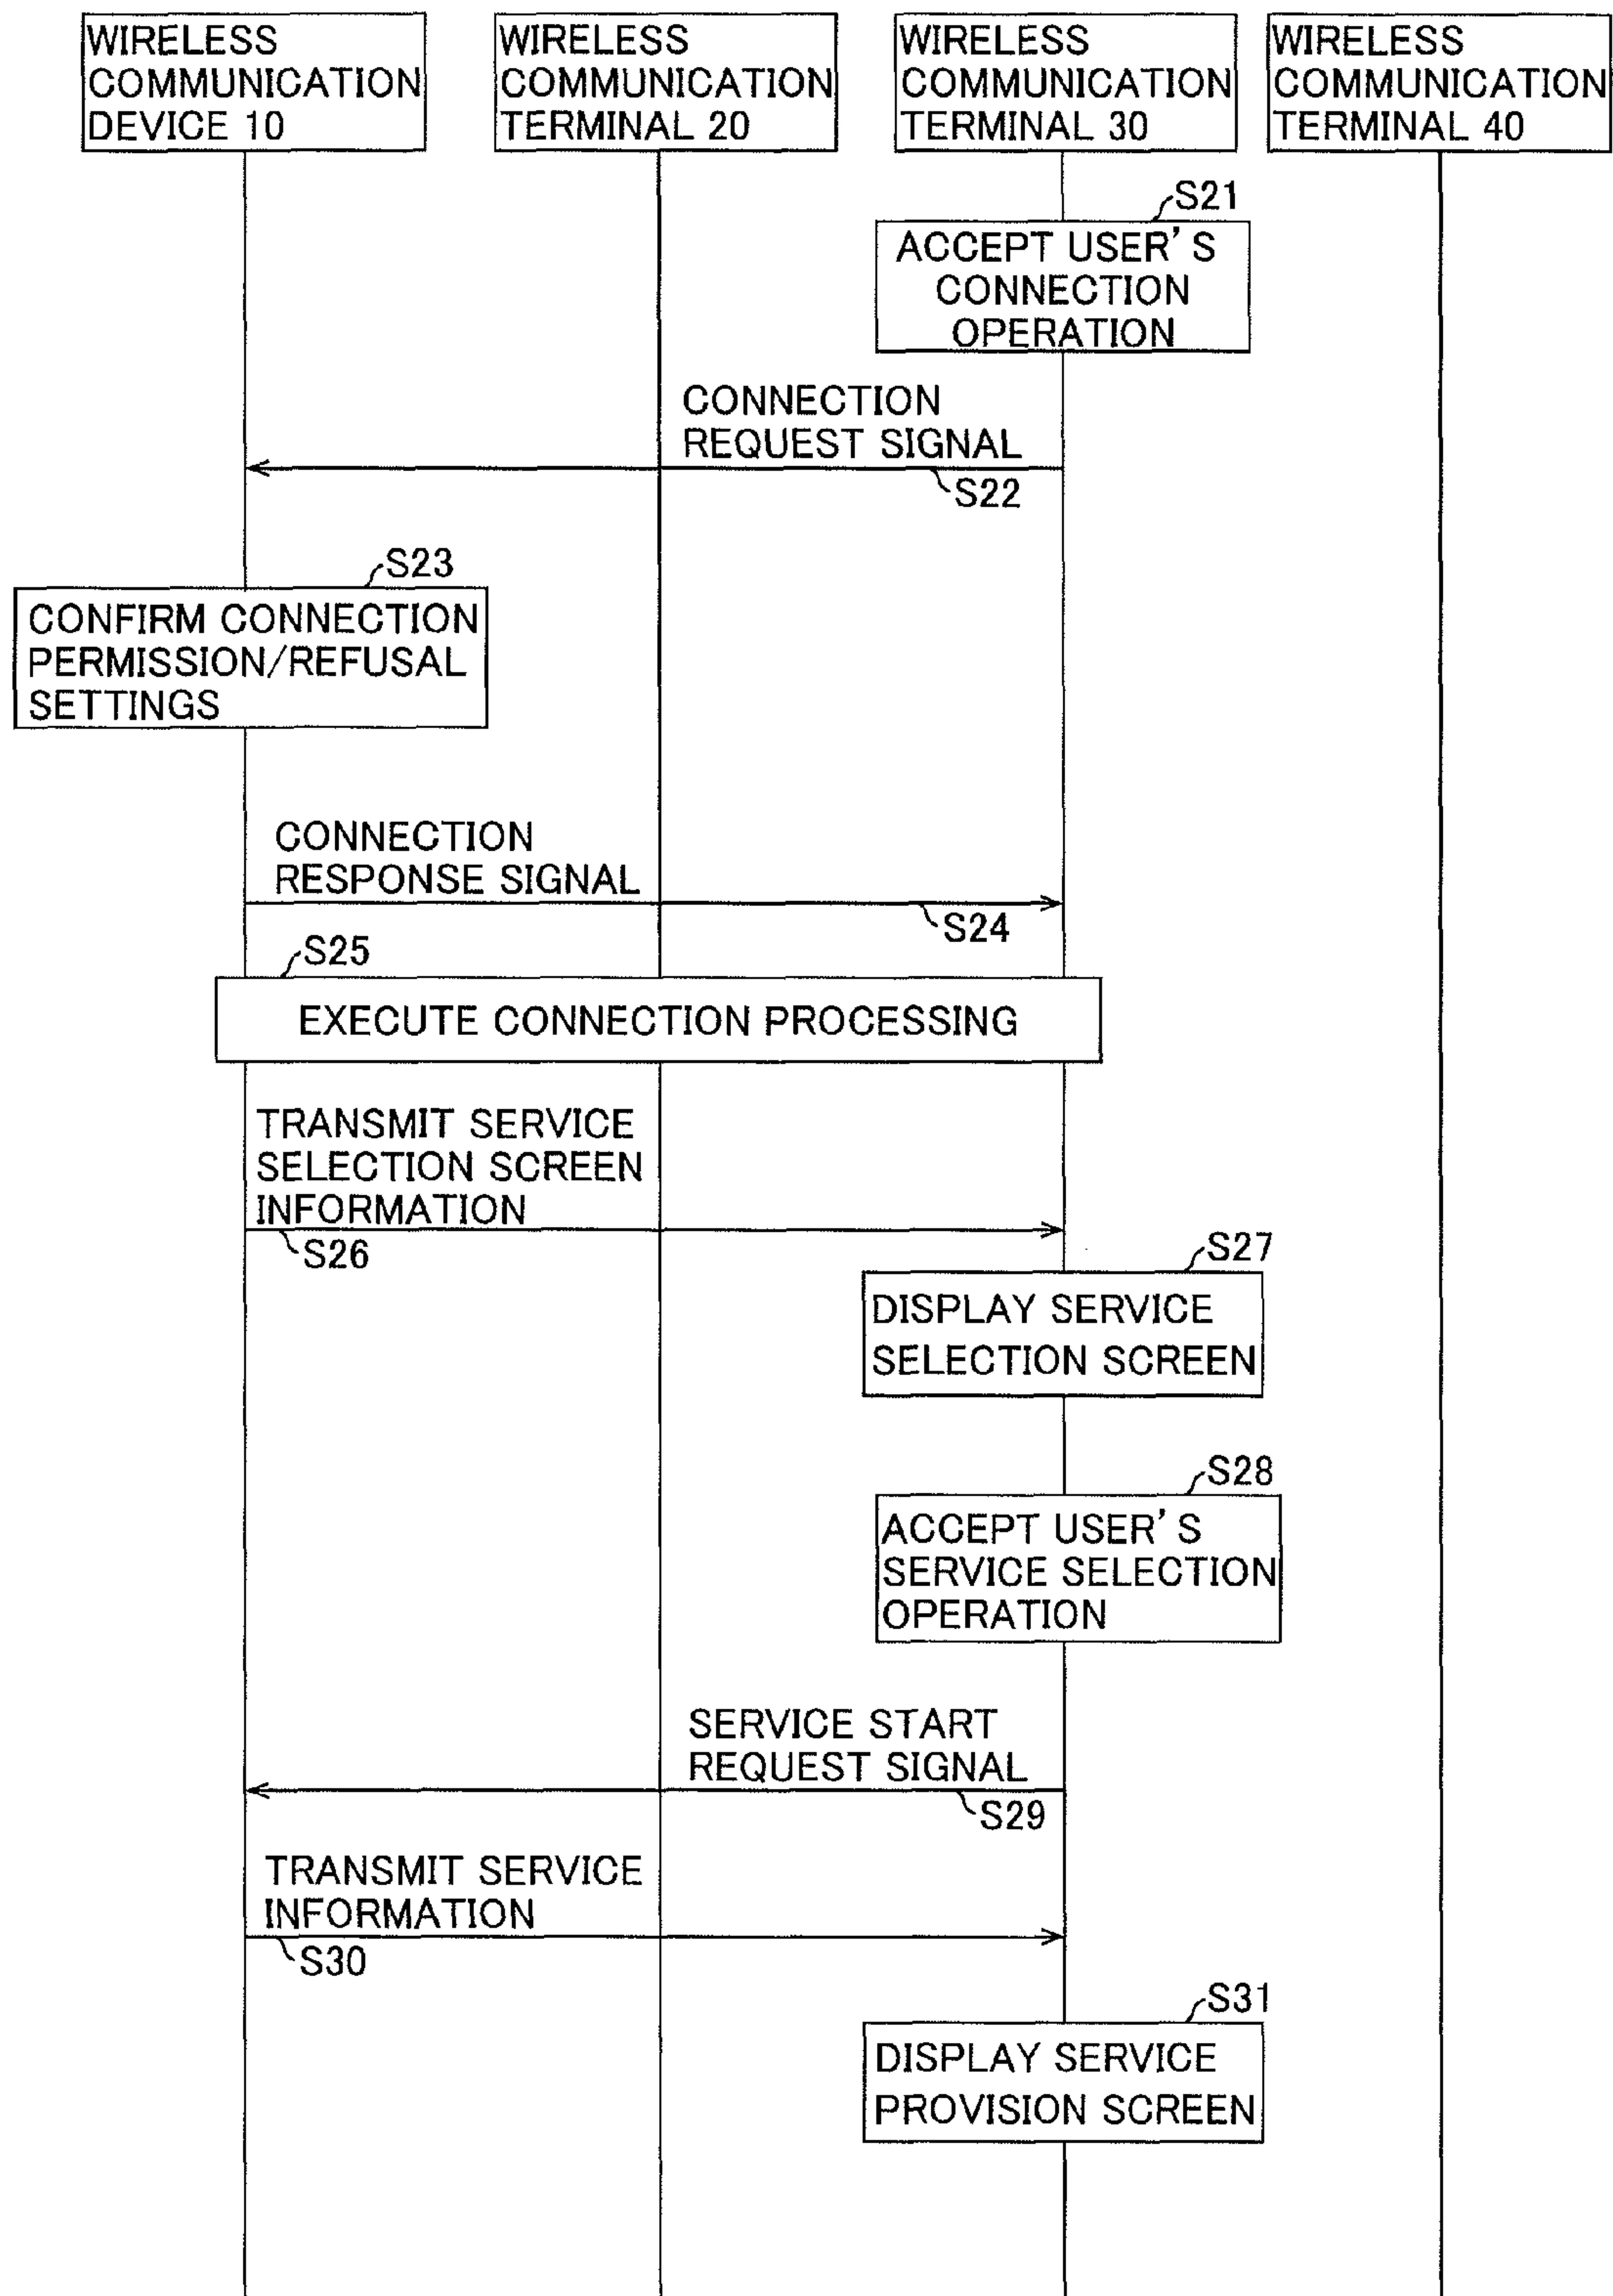 WIRELESS
COMMUNICATION
DEVICE 10
WIRELESS
COMMUNICATION
TERMINAL 20
WIRELESS
COMMUNICATION
TERMINAL 30
WIRELESS
COMMUNICATION
TERMINAL 40
S21
ACCEPT USER'S
CONNECTION
OPERATION
CONNECTION
REQUEST SIGNAL
S22
S23
CONFIRM CONNECTION
PERMISSION/REFUSAL
SETTINGS
CONNECTION
RESPONSE SIGNAL
S24
S25
EXECUTE CONNECTION PROCESSING
TRANSMIT SERVICE
SELECTION SCREEN
INFORMATION
S26
S27
DISPLAY SERVICE
SELECTION SCREEN
S28
ACCEPT USER'S
SERVICE SELECTION
OPERATION
SERVICE START
REQUEST SIGNAL
S29
TRANSMIT SERVICE
INFORMATION
S30
S31
DISPLAY SERVICE
PROVISION SCREEN